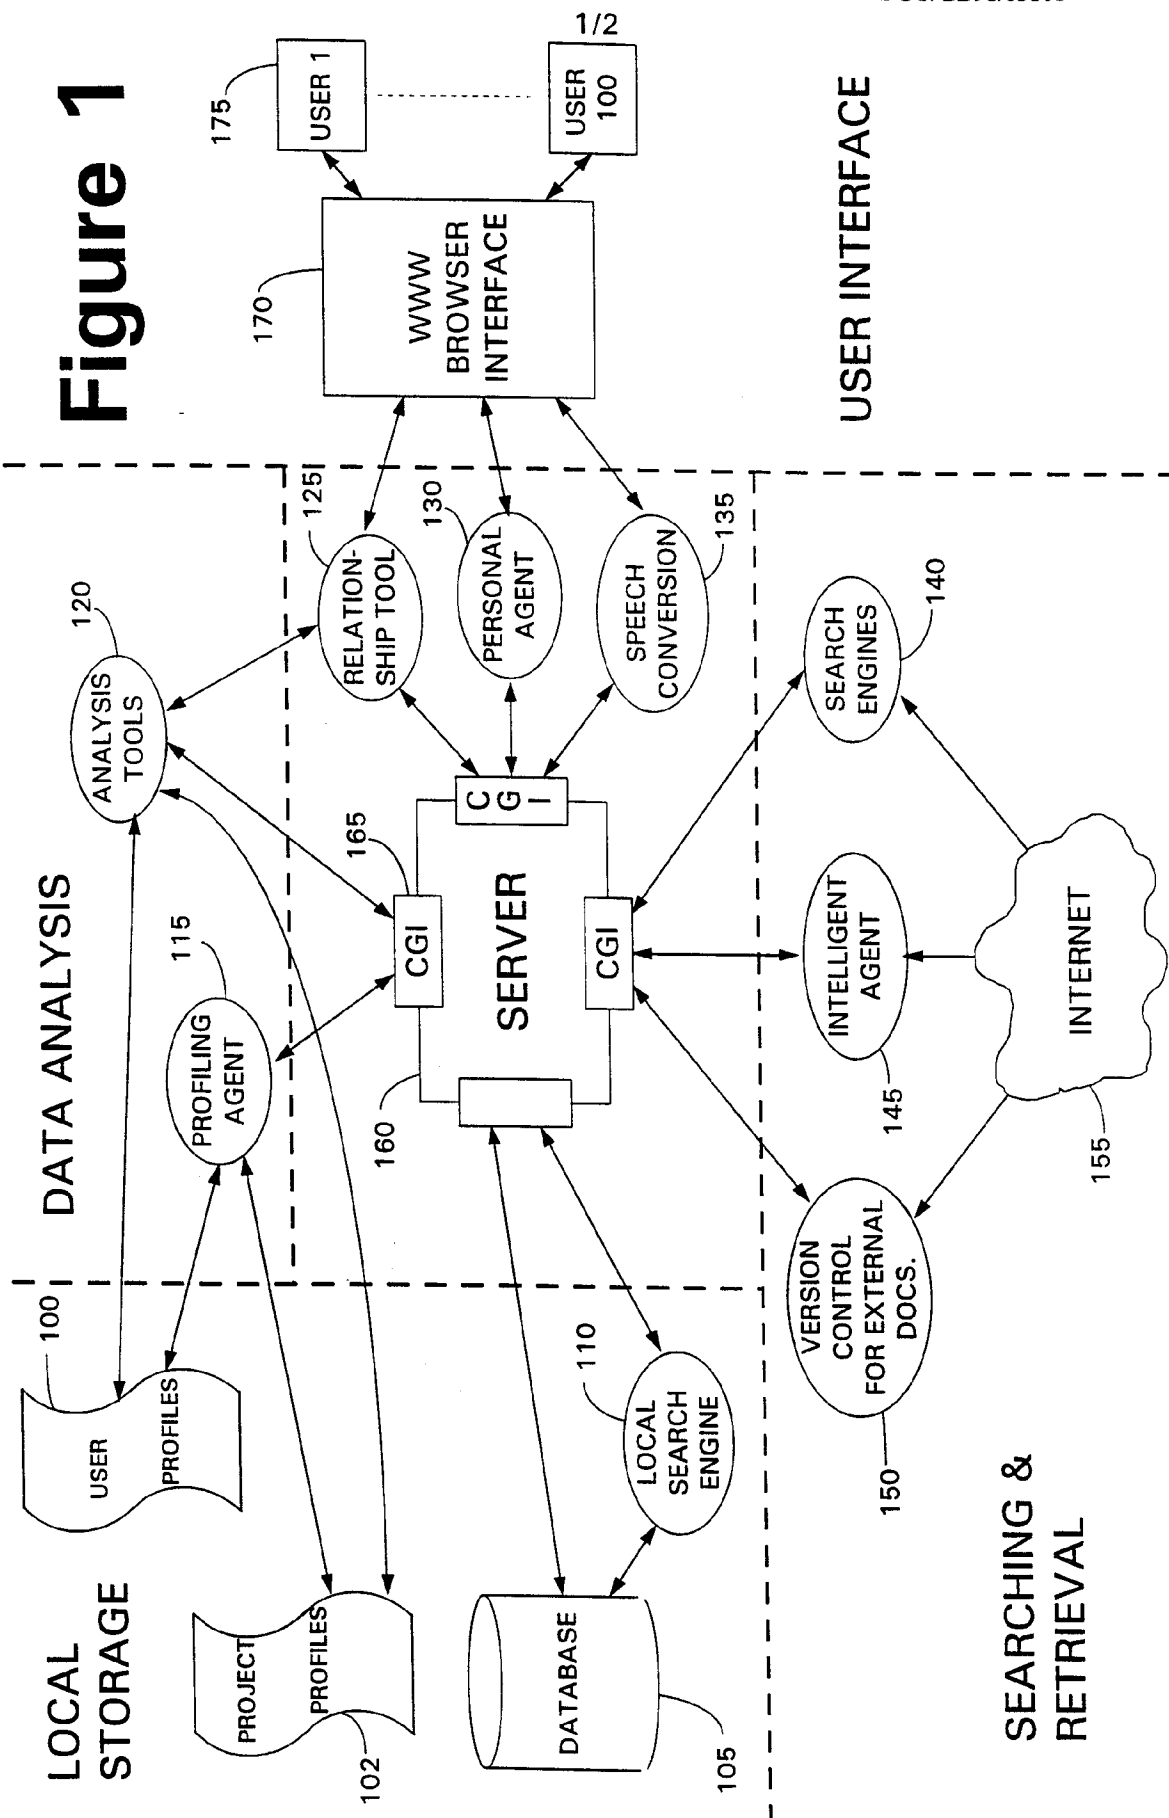 1/2
Figure 1
LOCAL
STORAGE
DATA ANALYSIS
USER INTERFACE
SEARCHING &
RETRIEVAL
100
USER
PROFILES
PROJECT
PROFILES
102
DATABASE
105
110
LOCAL
SEARCH
ENGINE
115
PROFILING
AGENT
120
ANALYSIS
TOOLS
160
165
CGI
SERVER
CGI
CGI
125
RELATION-
SHIP TOOL
130
PERSONAL
AGENT
135
SPEECH
CONVERSION
170
WWW
BROWSER
INTERFACE
175
USER 1
USER
100
VERSION
CONTROL
FOR EXTERNAL
DOCS.
150
INTELLIGENT
AGENT
145
SEARCH
ENGINES
140
INTERNET
155